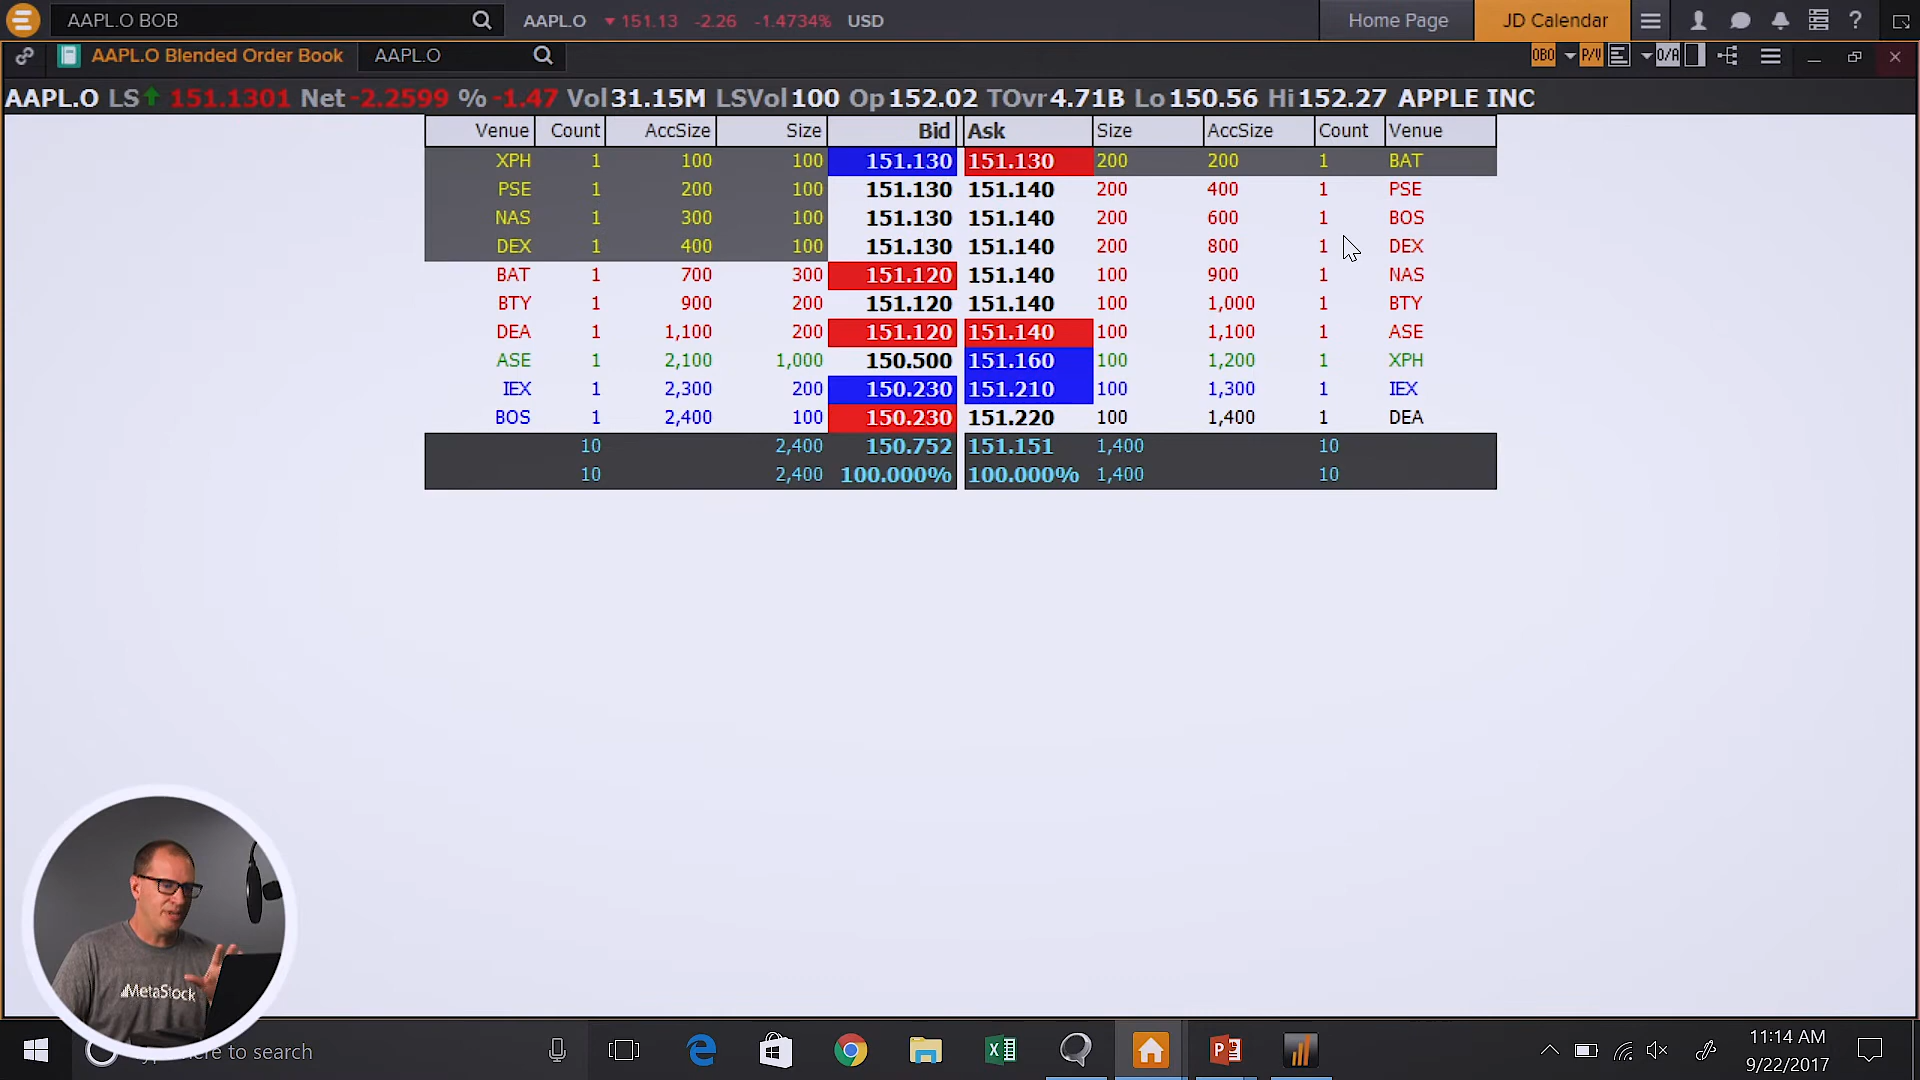 AAPL.O BOB AAPL.O 151.13 -2.26 -1.4734% USD Home Page JD Calendar ?
AAPL.O Blended Order Book AAPL.O OBO P/V O/A
AAPL.O LS 151.1301 Net -2.2599 % -1.47 Vol 31.15M LSVol 100 Op 152.02 TOvr 4.71B Lo 150.56 Hi 152.27 APPLE INC
Venue Count AccSize Size Bid Ask Size AccSize Count Venue
XPH 1 100 100 151.130 151.130 200 200 1 BAT
PSE 1 200 100 151.130 151.140 200 400 1 PSE
NAS 1 300 100 151.130 151.140 200 600 1 BOS
DEX 1 400 100 151.130 151.140 200 800 1 DEX
BAT 1 700 300 151.120 151.140 100 900 1 NAS
BTY 1 900 200 151.120 151.140 100 1,000 1 BTY
DEA 1 1,100 200 151.120 151.140 100 1,100 1 ASE
ASE 1 2,100 1,000 150.500 151.160 100 1,200 1 XPH
IEX 1 2,300 200 150.230 151.210 100 1,300 1 IEX
BOS 1 2,400 100 150.230 151.220 100 1,400 1 DEA
10 2,400 150.752 151.151 1,400 10
10 2,400 100.000% 100.000% 1,400 10
MetaStock
here to search
11:14 AM
9/22/2017